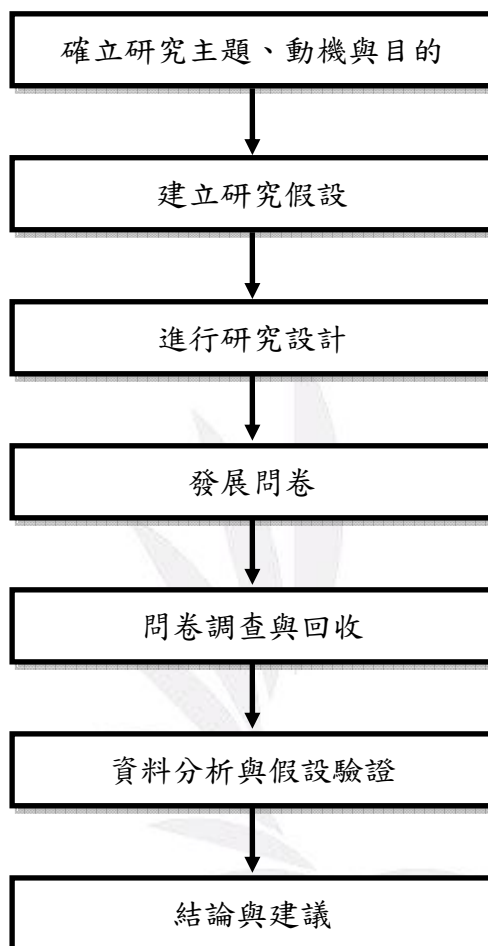 確立研究主題、動機與目的
建立研究假設
進行研究設計
發展問卷
問卷調查與回收
資料分析與假設驗證
結論與建議